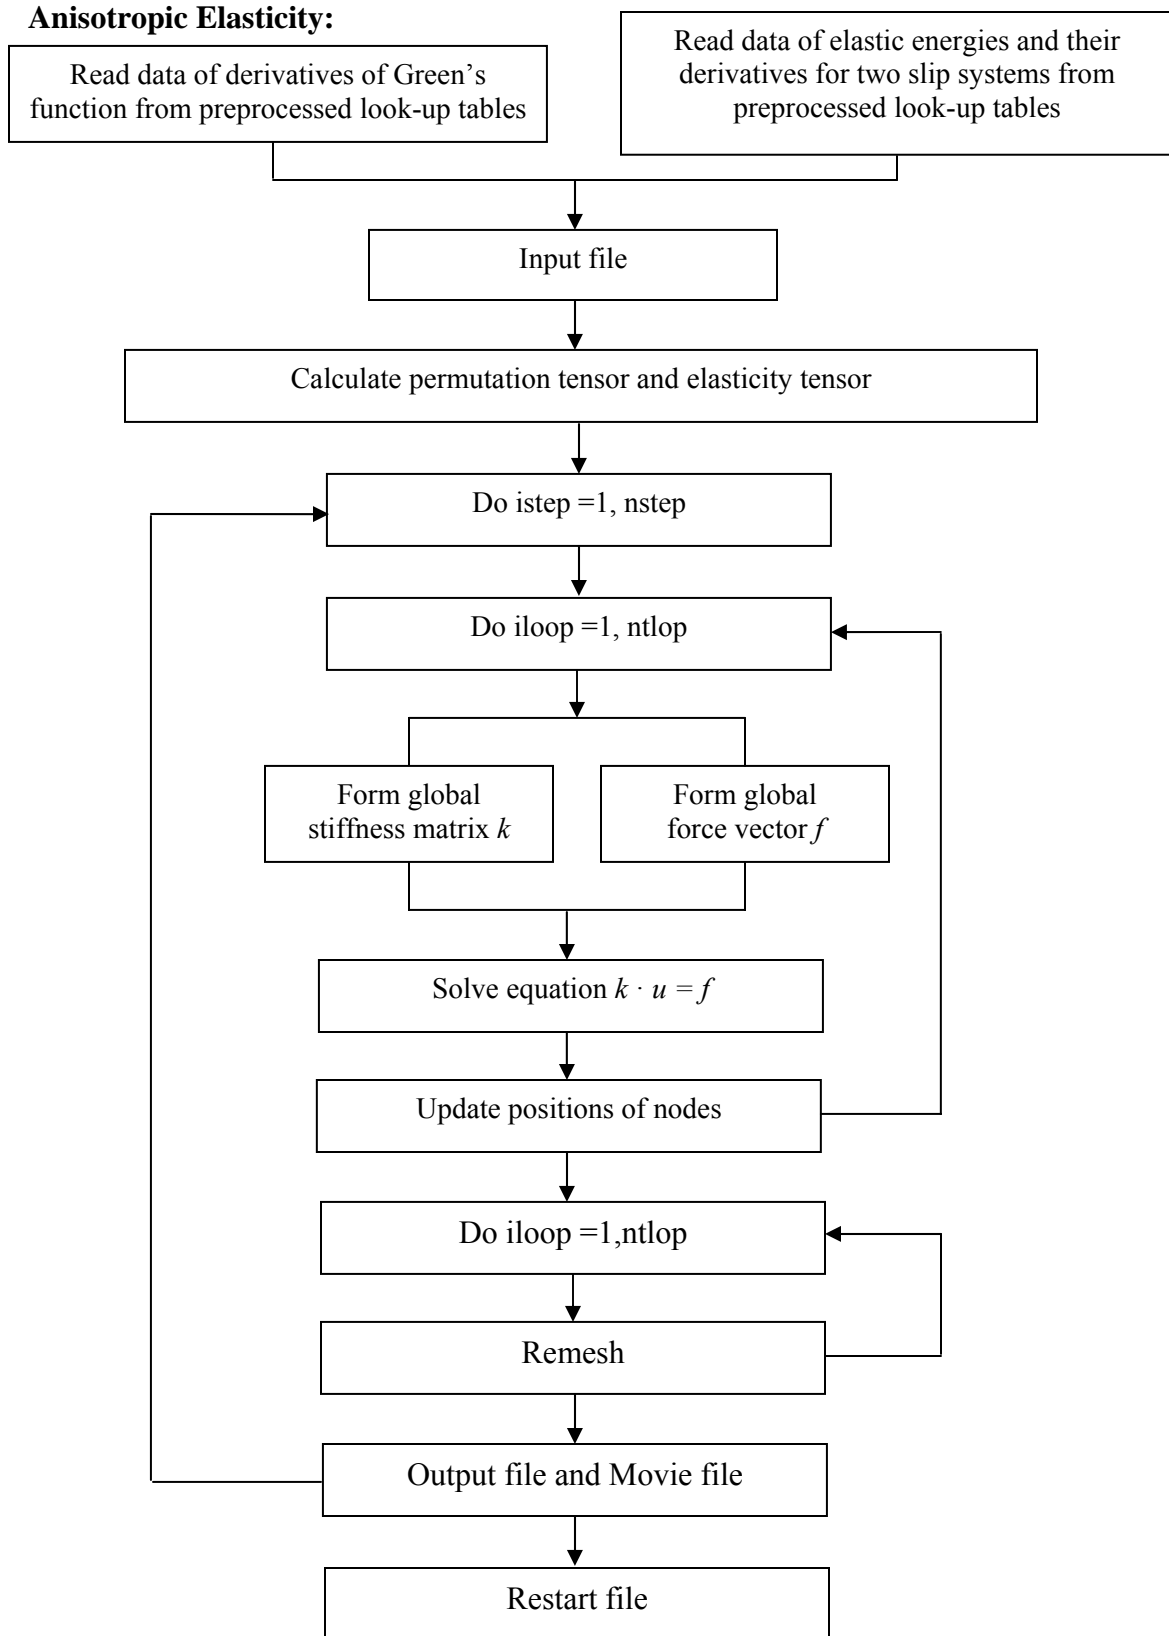 Anisotropic Elasticity:
Read data of derivatives of Green’s
function from preprocessed look-up tables
Read data of elastic energies and their
derivatives for two slip systems from
preprocessed look-up tables
Input file
Calculate permutation tensor and elasticity tensor
Do istep =1, nstep
Do iloop =1, ntlop
Form global
stiffness matrix k
Form global
force vector f
Solve equation k · u = f
Update positions of nodes
Do iloop =1,ntlop
Remesh
Output file and Movie file
Restart file